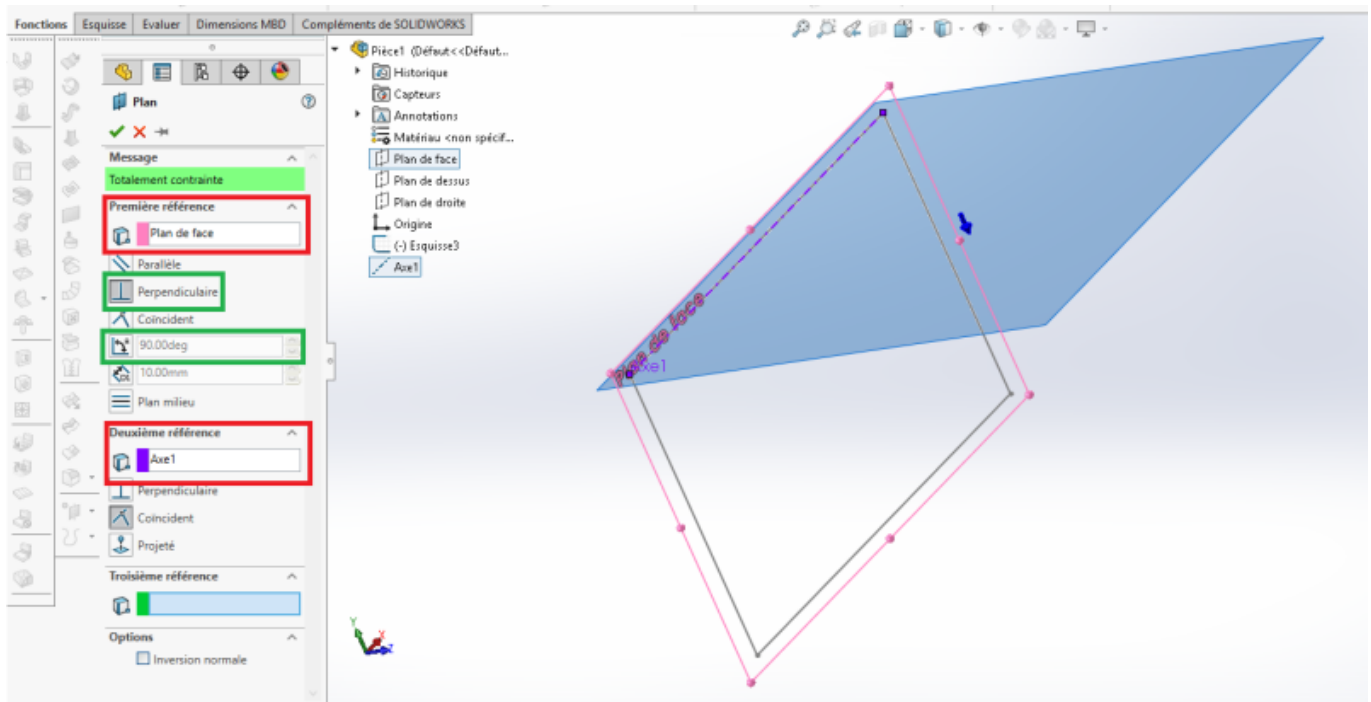 Fonctions Esquisse Evaluer Dimensions MBD Compléments de SOLIDWORKS
Plan
Message
Totalement contrainte
Première référence
Plan de face
Parallèle
Perpendiculaire
Coïncident
90.00deg
10.00mm
Plan milieu
Deuxième référence
Axe1
Perpendiculaire
Coïncident
Projeté
Troisième référence
Options
Inversion normale
Pièce1 (Défaut<<Défaut...
Historique
Capteurs
Annotations
Matériau <non spécif...
Plan de face
Plan de dessus
Plan de droite
Origine
(-) Esquisse3
Axe1
Plan de face
Axe1
Y
X
Z